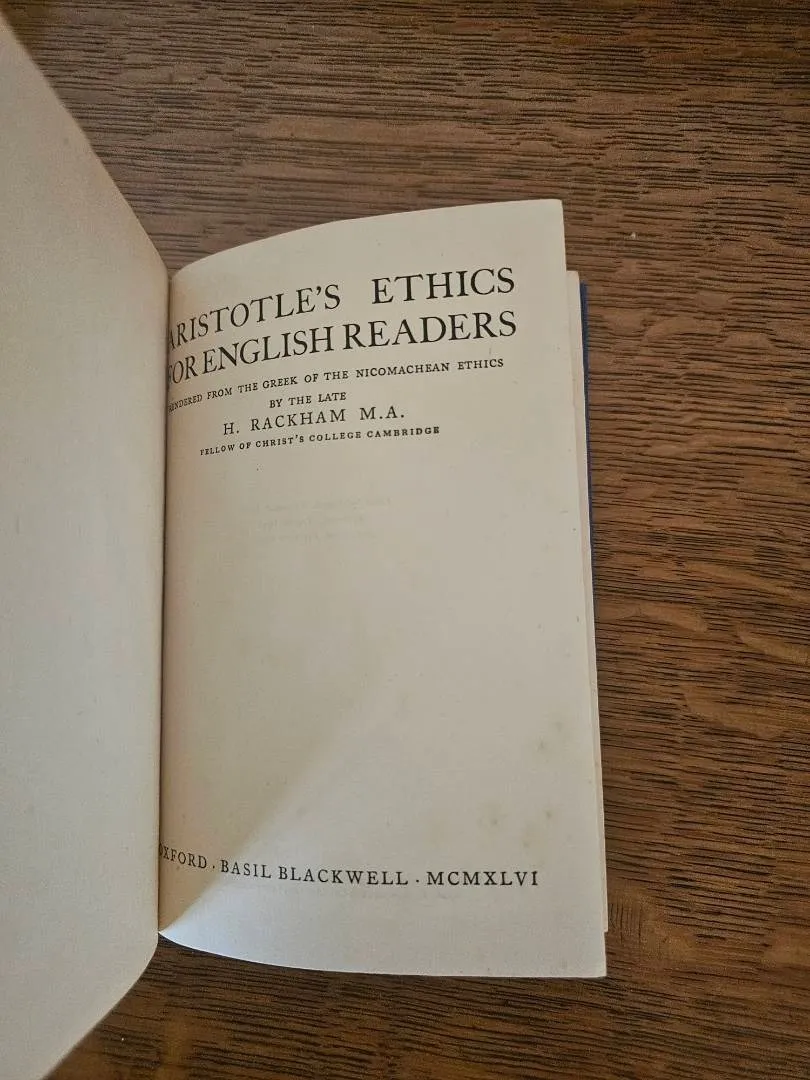 ARISTOTLE'S ETHICS
FOR ENGLISH READERS
RENDERED FROM THE GREEK OF THE NICOMACHEAN ETHICS
BY THE LATE
H. RACKHAM M.A.
FELLOW OF CHRIST'S COLLEGE CAMBRIDGE
OXFORD · BASIL BLACKWELL · MCMXLVI